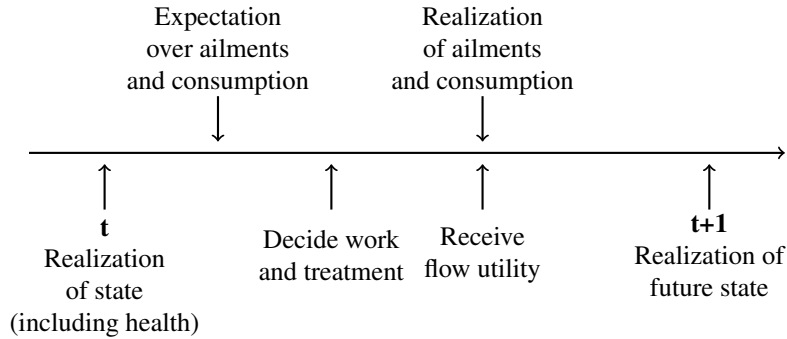 Expectation
over ailments
and consumption
Realization
of ailments
and consumption
t
Realization
of state
(including health)
Decide work
and treatment
Receive
flow utility
t+1
Realization of
future state